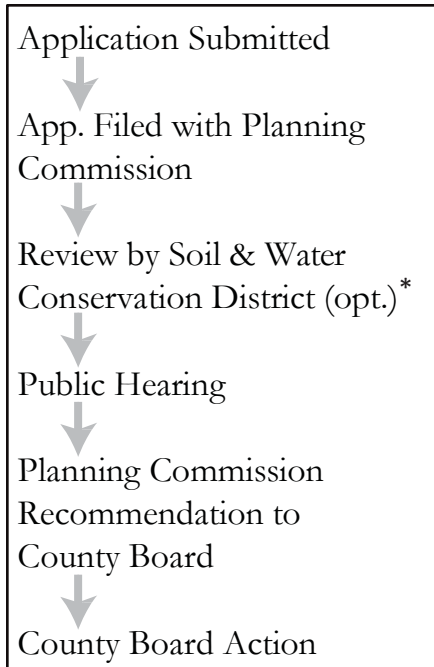 Application Submitted
App. Filed with Planning
Commission
Review by Soil & Water
Conservation District (opt.)*
Public Hearing
Planning Commission
Recommendation to
County Board
County Board Action